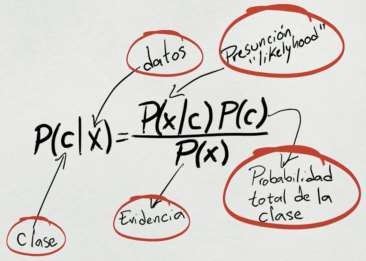 datos
Presunción,
"likelyhood"
P(c|x)=
P(x/c) P(c)
P(x)
Clase
Evidencia
Probabilidad
total de la
clase